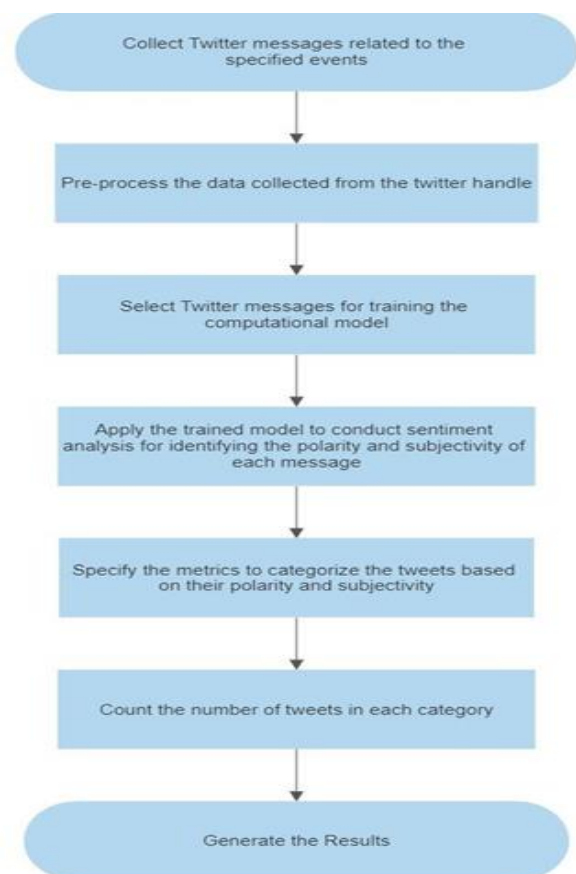 Collect Twitter messages related to the
specified events
Pre-process the data collected from the twitter handle
Select Twitter messages for training the
computational model
Apply the trained model to conduct sentiment
analysis for identifying the polarity and subjectivity of
each message
Specify the metrics to categorize the tweets based
on their polarity and subjectivity
Count the number of tweets in each category
Generate the Results